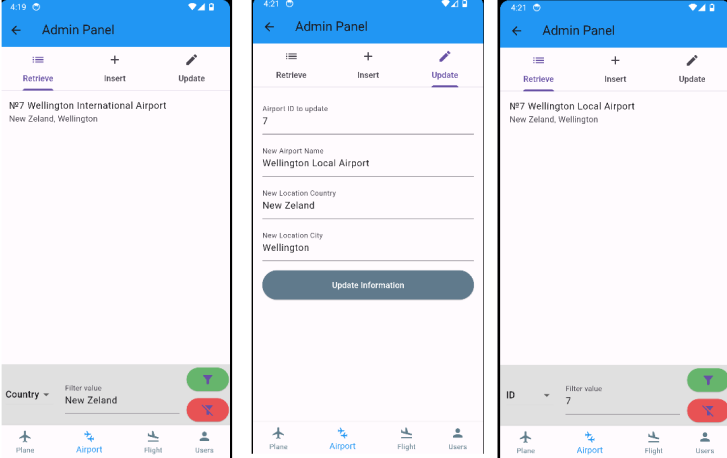 4:19
Admin Panel
Retrieve
Insert
Update
№7 Wellington International Airport
New Zeland, Wellington
Country
Filter value
New Zeland
Plane
Airport
Flight
Users
4:21
Admin Panel
Retrieve
Insert
Update
Airport ID to update
7
New Airport Name
Wellington Local Airport
New Location Country
New Zeland
New Location City
Wellington
Update Information
Plane
Airport
Flight
Users
4:21
Admin Panel
Retrieve
Insert
Update
№7 Wellington Local Airport
New Zeland, Wellington
ID
Filter value
7
Plane
Airport
Flight
Users